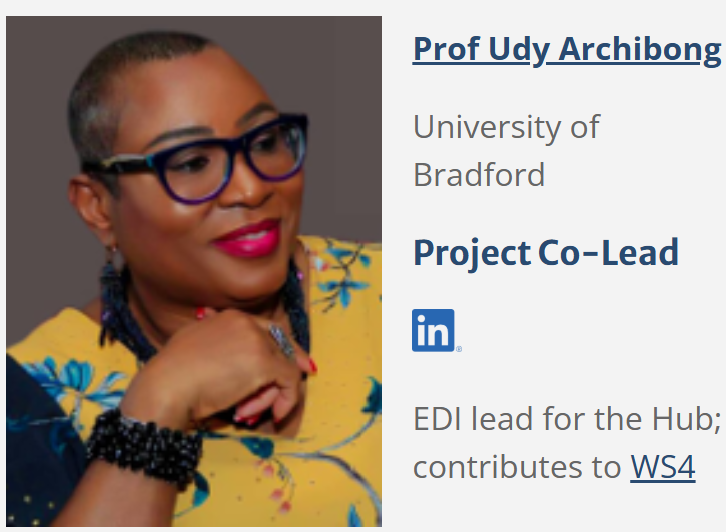 Prof Udy Archibong
University of
Bradford
Project Co-Lead
in
EDI lead for the Hub;
contributes to WS4